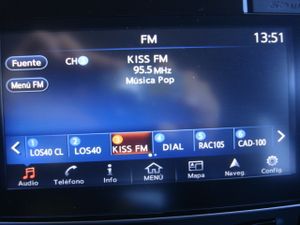 FM
13:51
Fuente
CH
KISS FM
95.5 MHz
Menú FM
Música Pop
1 2 3 4 5 6
LOS40 CL LOS40 KISS FM DIAL RAC105 CAD-100
Audio Teléfono Info MENÚ Mapa Naveg. Config.